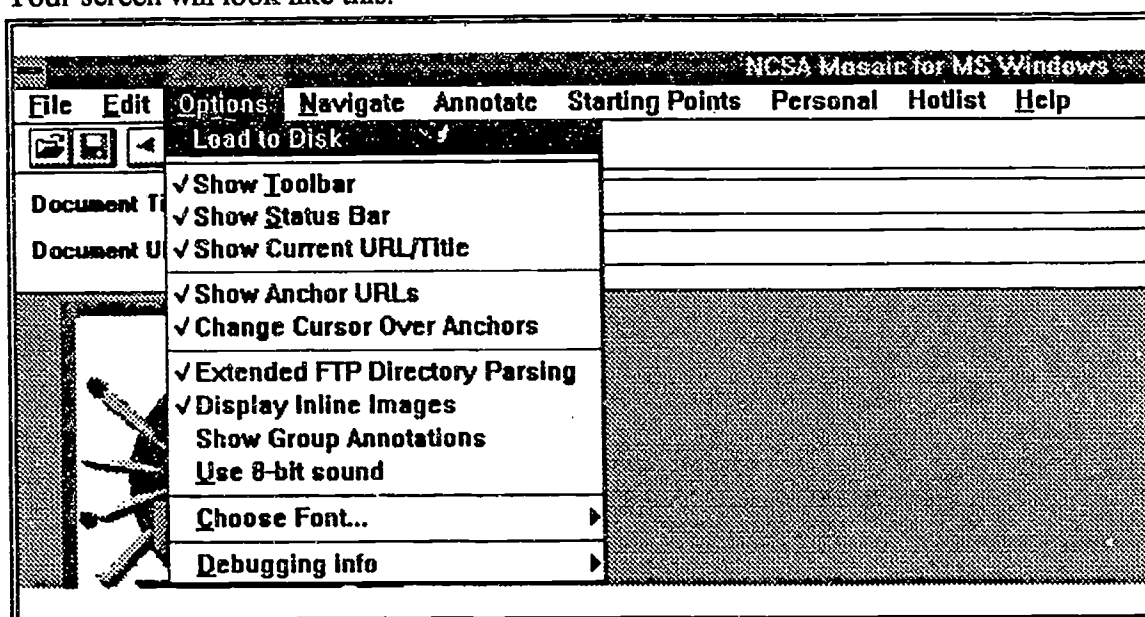 Your screen will look like this:
NCSA Mosaic for MS Windows
File Edit Options Navigate Annotate Starting Points Personal Hotlist Help
Load to Disk
✓Show Toolbar
Document Ti
✓Show Status Bar
Document U
✓Show Current URL/Title
✓Show Anchor URLs
✓Change Cursor Over Anchors
✓Extended FTP Directory Parsing
✓Display Inline Images
Show Group Annotations
Use 8-bit sound
Choose Font...
Debugging info